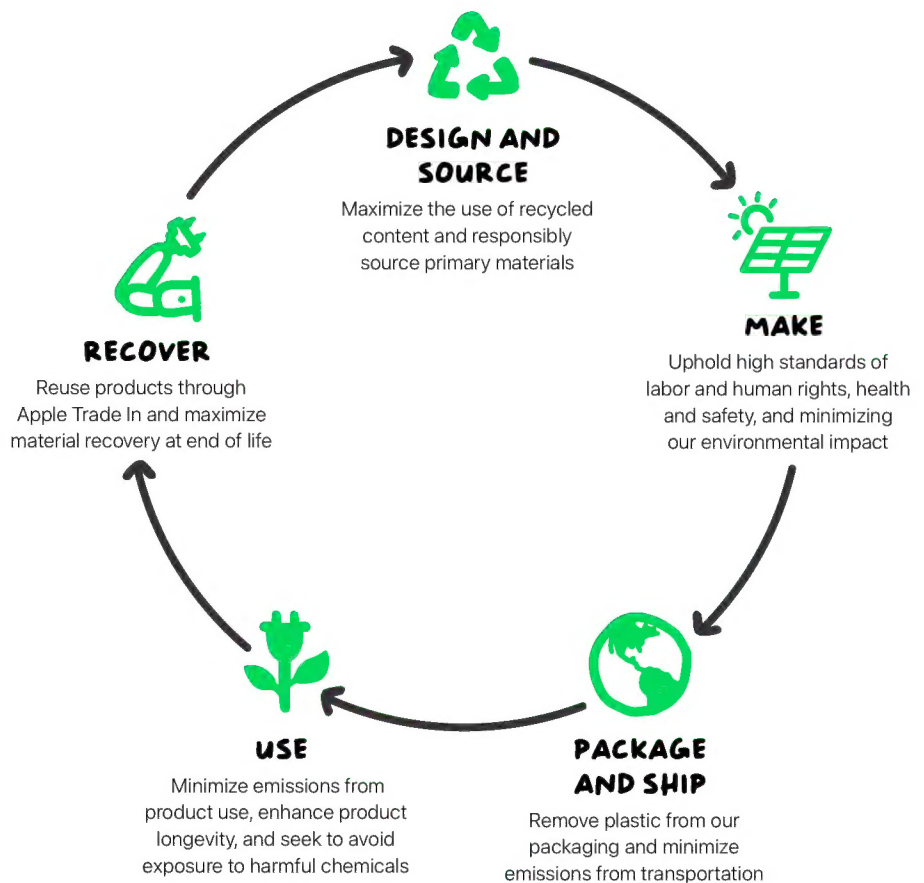 DESIGN AND
SOURCE
Maximize the use of recycled
content and responsibly
source primary materials
MAKE
Uphold high standards of
labor and human rights, health
and safety, and minimizing
our environmental impact
PACKAGE
AND SHIP
Remove plastic from our
packaging and minimize
emissions from transportation
USE
Minimize emissions from
product use, enhance product
longevity, and seek to avoid
exposure to harmful chemicals
RECOVER
Reuse products through
Apple Trade In and maximize
material recovery at end of life